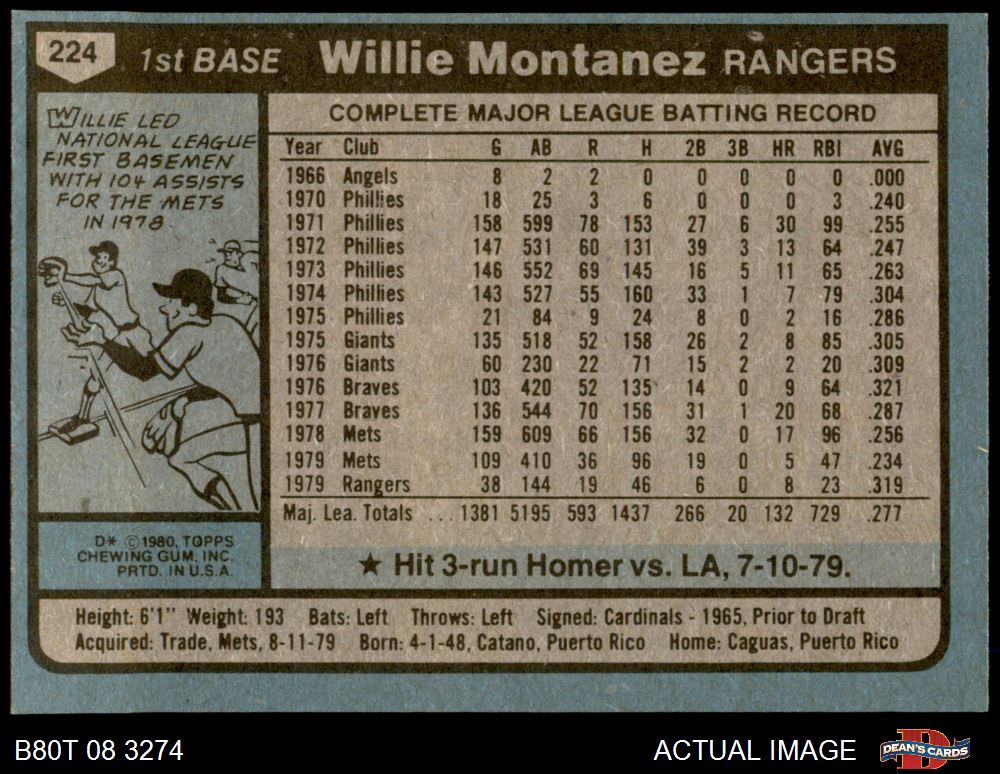 224 1st BASE Willie Montanez RANGERS
WILLIE LED
NATIONAL LEAGUE
FIRST BASEMEN
WITH 104 ASSISTS
FOR THE METS
IN 1978.
COMPLETE MAJOR LEAGUE BATTING RECORD
Year Club G AB R H 2B 3B HR RBI AVG
1966 Angels 8 2 2 0 0 0 0 0 .000
1970 Phillies 18 25 3 6 0 0 0 3 .240
1971 Phillies 158 599 78 153 27 6 30 99 .255
1972 Phillies 147 531 60 131 39 3 13 64 .247
1973 Phillies 146 552 69 145 16 5 11 65 .263
1974 Phillies 143 527 55 160 33 1 7 79 .304
1975 Phillies 21 84 9 24 8 0 2 16 .286
1975 Giants 135 518 52 158 26 2 8 85 .305
1976 Giants 60 230 22 71 15 2 2 20 .309
1976 Braves 103 420 52 135 14 0 9 64 .321
1977 Braves 136 544 70 156 31 1 20 68 .287
1978 Mets 159 609 66 156 32 0 17 96 .256
1979 Mets 109 410 36 96 19 0 5 47 .234
1979 Rangers 38 144 19 46 6 0 8 23 .319
Maj. Lea. Totals ... 1381 5195 593 1437 266 20 132 729 .277
D* © 1980, TOPPS
CHEWING GUM, INC.
PRTD. IN U.S.A.
★ Hit 3-run Homer vs. LA, 7-10-79.
Height: 6'1" Weight: 193 Bats: Left Throws: Left Signed: Cardinals - 1965, Prior to Draft
Acquired: Trade, Mets, 8-11-79 Born: 4-1-48, Catano, Puerto Rico Home: Caguas, Puerto Rico
B80T 08 3274 ACTUAL IMAGE DEAN'S CARDS